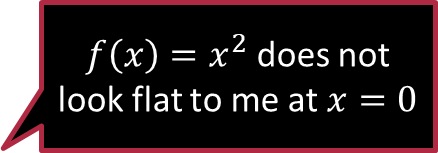 f(x) = x² does not
look flat to me at x = 0